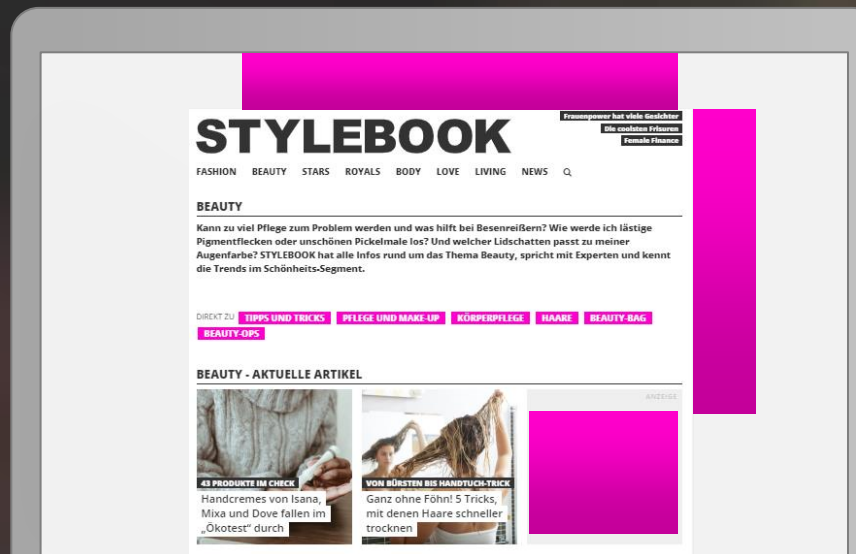 STYLEBOOK
Frauenpower hat viele Gesichter
Die coolsten Frisuren
Female Finance
FASHION BEAUTY STARS ROYALS BODY LOVE LIVING NEWS
BEAUTY
Kann zu viel Pflege zum Problem werden und was hilft bei Besenreißern? Wie werde ich lästige
Pigmentflecken oder unschönen Pickelmale los? Und welcher Lidschatten passt zu meiner
Augenfarbe? STYLEBOOK hat alle Infos rund um das Thema Beauty, spricht mit Experten und kennt
die Trends im Schönheits-Segment.
DIREKT ZU TIPPS UND TRICKS PFLEGE UND MAKE-UP KÖRPERPFLEGE HAARE BEAUTY-BAG
BEAUTY-OPS
BEAUTY - AKTUELLE ARTIKEL
ANZEIGE
43 PRODUKTE IM CHECK
Handcremes von Isana,
Mixa und Dove fallen im
„Ökotest“ durch
VON BÜRSTEN BIS HANDTUCH-TRICK
Ganz ohne Föhn! 5 Tricks,
mit denen Haare schneller
trocknen